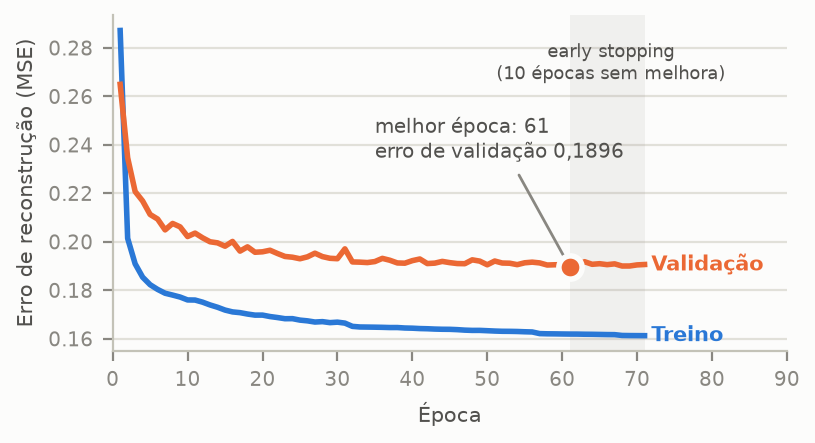 early stopping
(10 épocas sem melhora)
melhor época: 61
erro de validação 0,1896
Validação
Treino
Erro de reconstrução (MSE)
0.28
0.26
0.24
0.22
0.20
0.18
0.16
0 10 20 30 40 50 60 70 80 90
Época